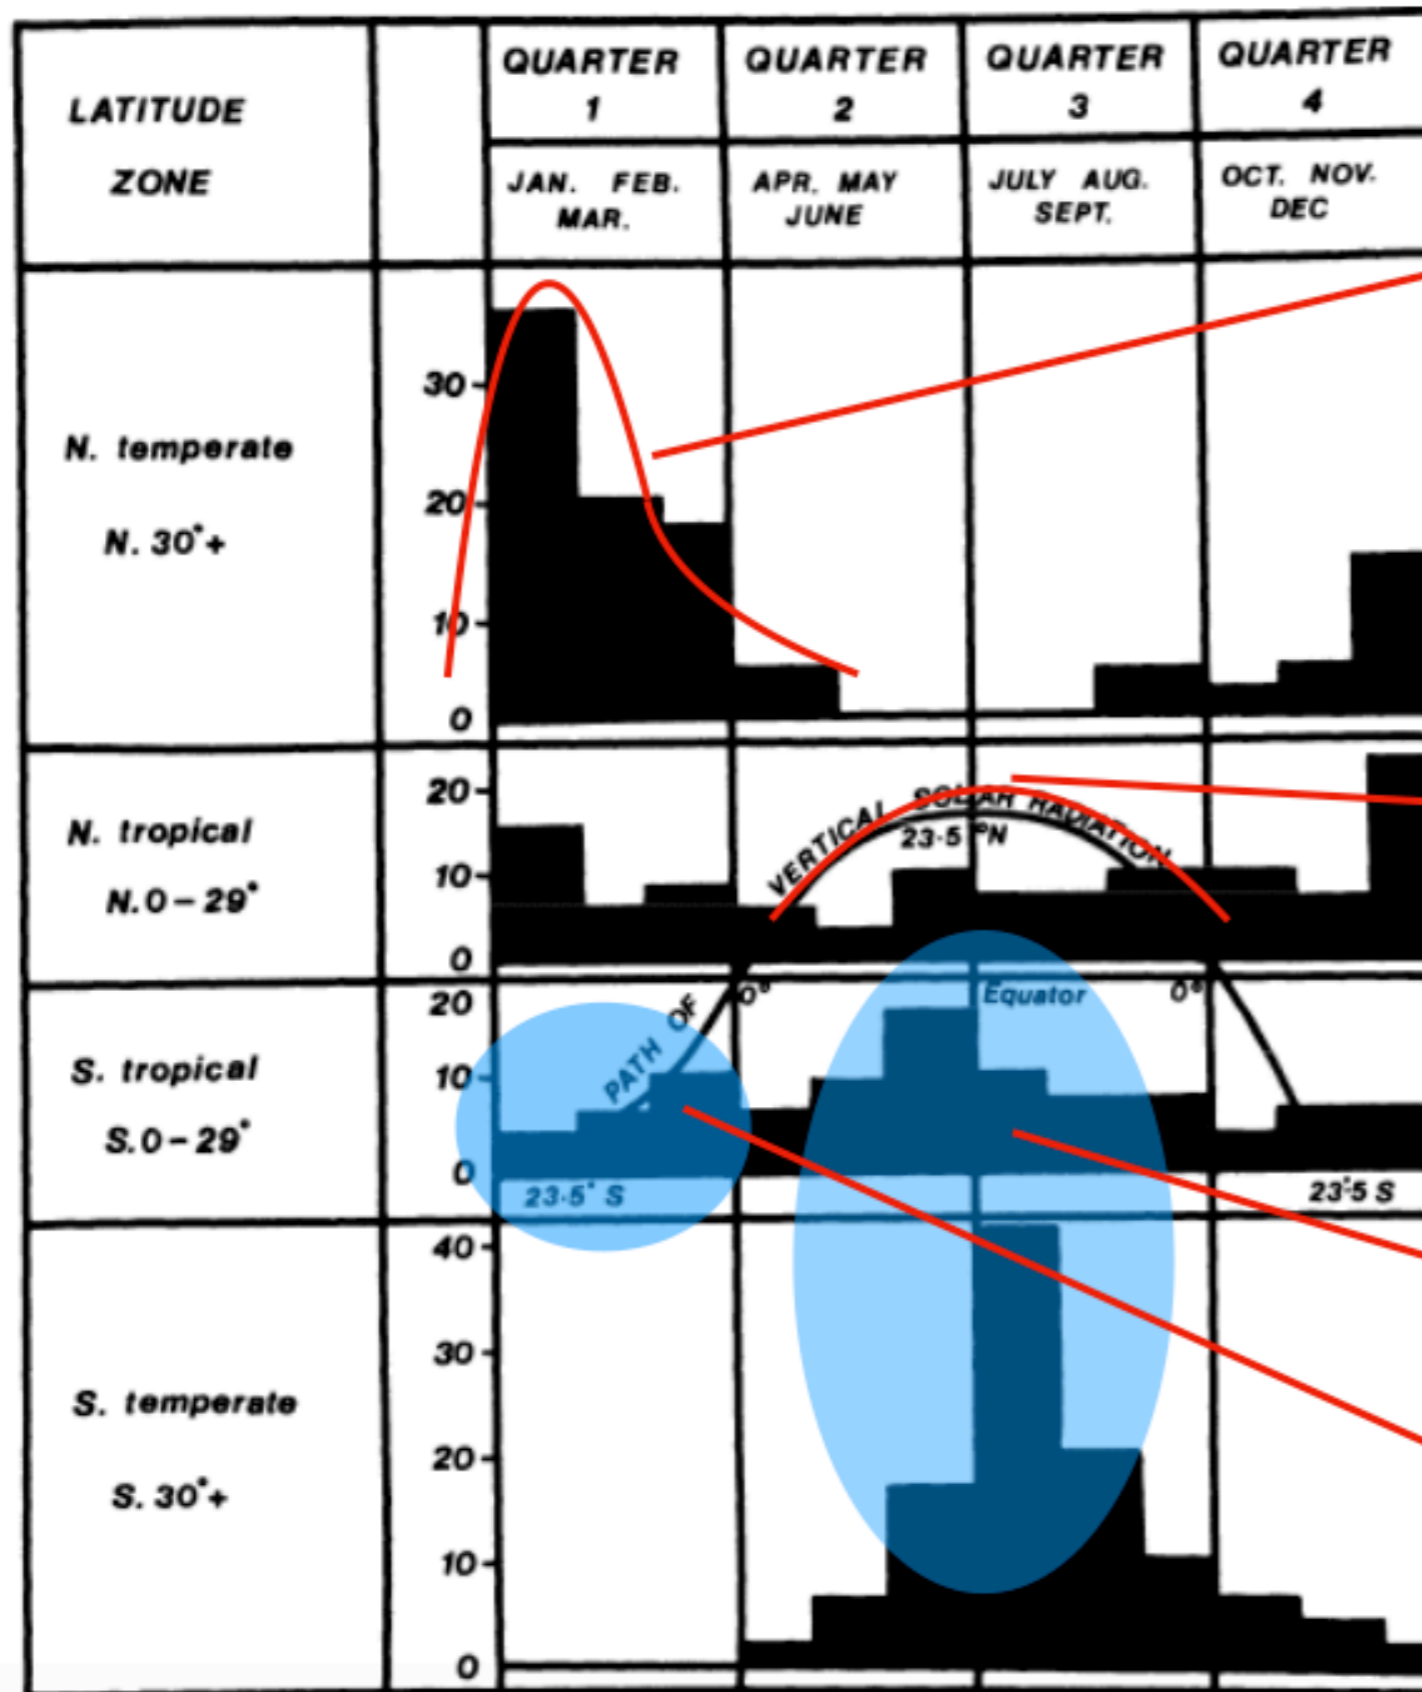 LATITUDE
ZONE
QUARTER
1
QUARTER
2
QUARTER
3
QUARTER
4
JAN. FEB.
MAR.
APR. MAY
JUNE
JULY AUG.
SEPT.
OCT. NOV.
DEC
N. temperate
N. 30°+
30
20
10
0
N. tropical
N. 0-29°
20
10
0
VERTICAL SOLAR RADIATION
23·5 °N
S. tropical
S. 0-29°
20
10
0
PATH OF
0°
Equator
0°
23·5° S
23·5 S
S. temperate
S. 30°+
40
30
20
10
0